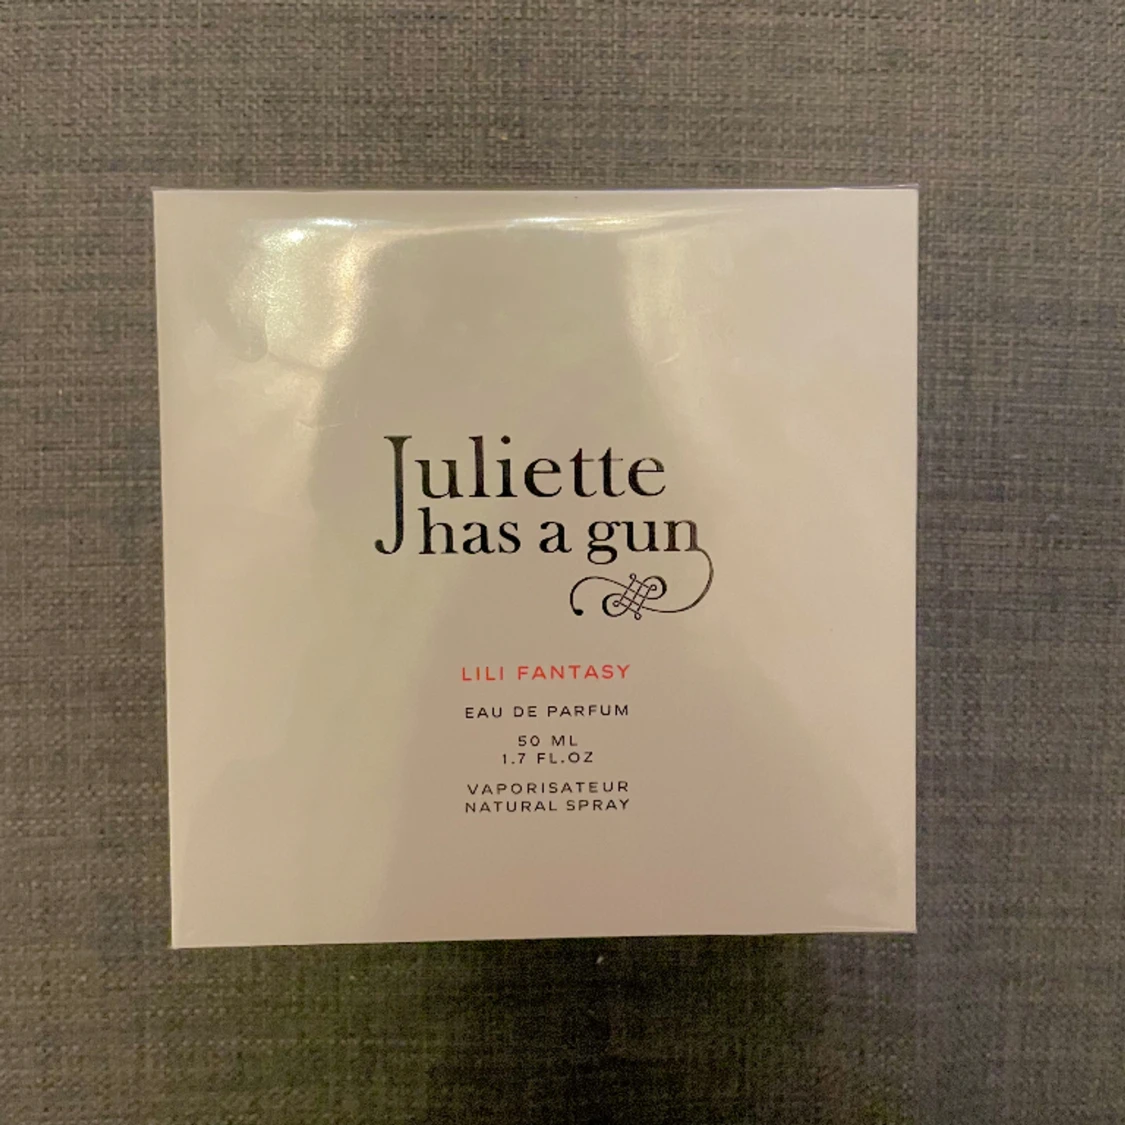 Juliette
has a gun
LILI FANTASY
EAU DE PARFUM
50 ML
1.7 FL.OZ
VAPORISATEUR
NATURAL SPRAY